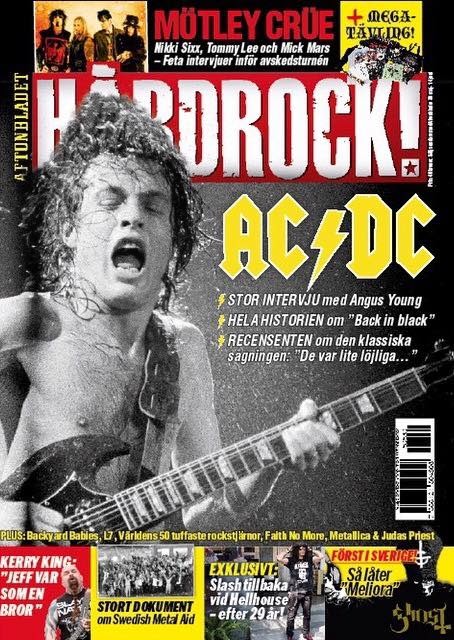 MÖTLEY CRÜE
Nikki Sixx, Tommy Lee och Mick Mars
– Feta intervjuer inför avskedsturnén
+ MEGA-
TÄVLING!
AFTONBLADET
HÅRDROCK!
AC DC
STOR INTERVJU med Angus Young
HELA HISTORIEN om "Back in black"
RECENSENTEN om den klassiska
sågningen: "De var lite löjliga..."
PLUS: Backyard Babies, L7, Världens 50 tuffaste rockstjärnor, Faith No More, Metallica & Judas Priest
KERRY KING:
"JEFF VAR
SOM EN
BROR"
STORT DOKUMENT
om Swedish Metal Aid
EXKLUSIVT:
Slash tillbaka
vid Hellhouse
– efter 29 år!
FÖRST I SVERIGE!
Så låter
"Meliora"
Ghost